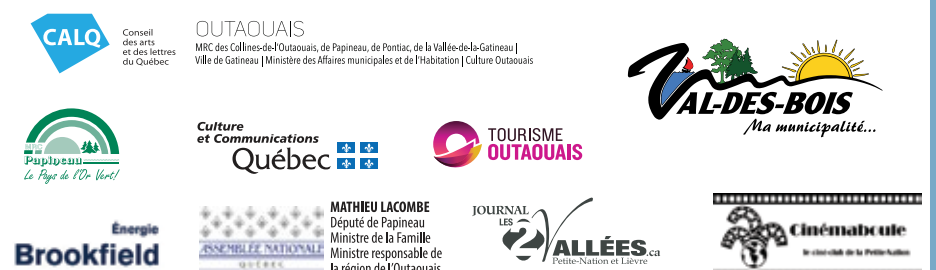 CALQ
Conseil
des arts
et des lettres
du Québec
OUTAOUAIS
MRC des Collines-de-l'Outaouais, de Papineau, de Pontiac, de la Vallée-de-la-Gatineau |
Ville de Gatineau | Ministère des Affaires municipales et de l'Habitation | Culture Outaouais
VAL-DES-BOIS
Ma municipalité...
MRC
Papineau
Le Pays de l'Or Vert!
Culture
et Communications
Québec
TOURISME
OUTAOUAIS
Énergie
Brookfield
ASSEMBLÉE NATIONALE
QUÉBEC
MATHIEU LACOMBE
Député de Papineau
Ministre de la Famille
Ministre responsable de
la région de l'Outaouais
JOURNAL
LES
2 VALLÉES.ca
Petite-Nation et Lièvre
Cinémaboule
le ciné-club de la Petite-Nation